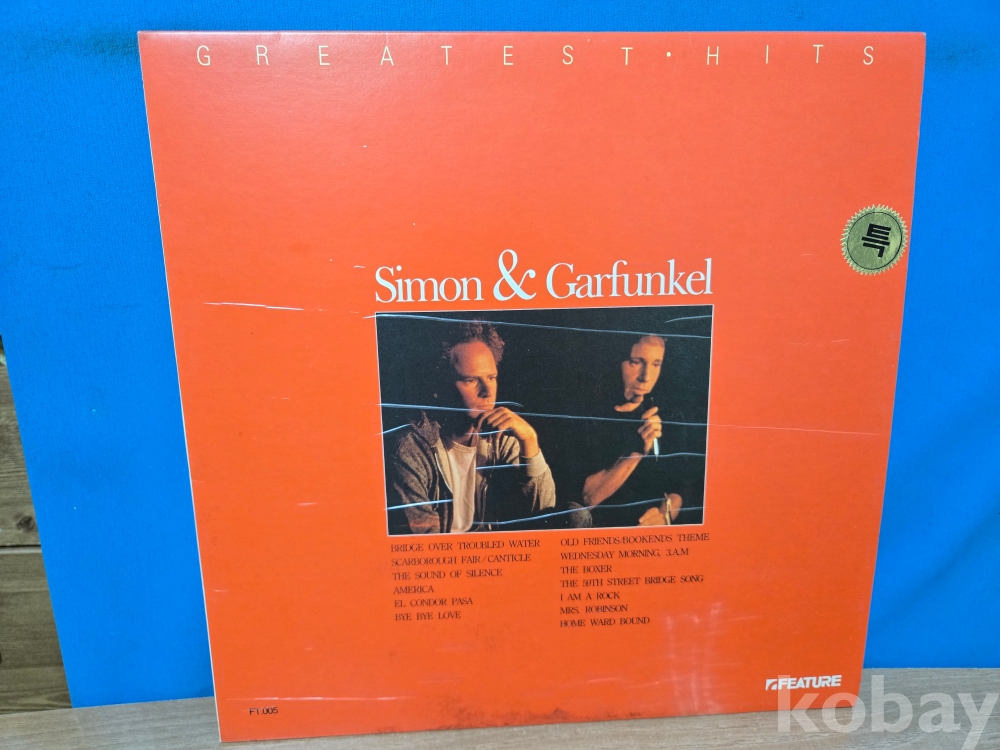 GREATEST·HITS
특
Simon & Garfunkel
BRIDGE OVER TROUBLED WATER
SCARBOROUGH FAIR/CANTICLE
THE SOUND OF SILENCE
AMERICA
EL CONDOR PASA
BYE BYE LOVE
OLD FRIENDS/BOOKENDS THEME
WEDNESDAY MORNING, 3.A.M
THE BOXER
THE 59TH STREET BRIDGE SONG
I AM A ROCK
MRS. ROBINSON
HOME WARD BOUND
FEATURE
FT.005
kobay